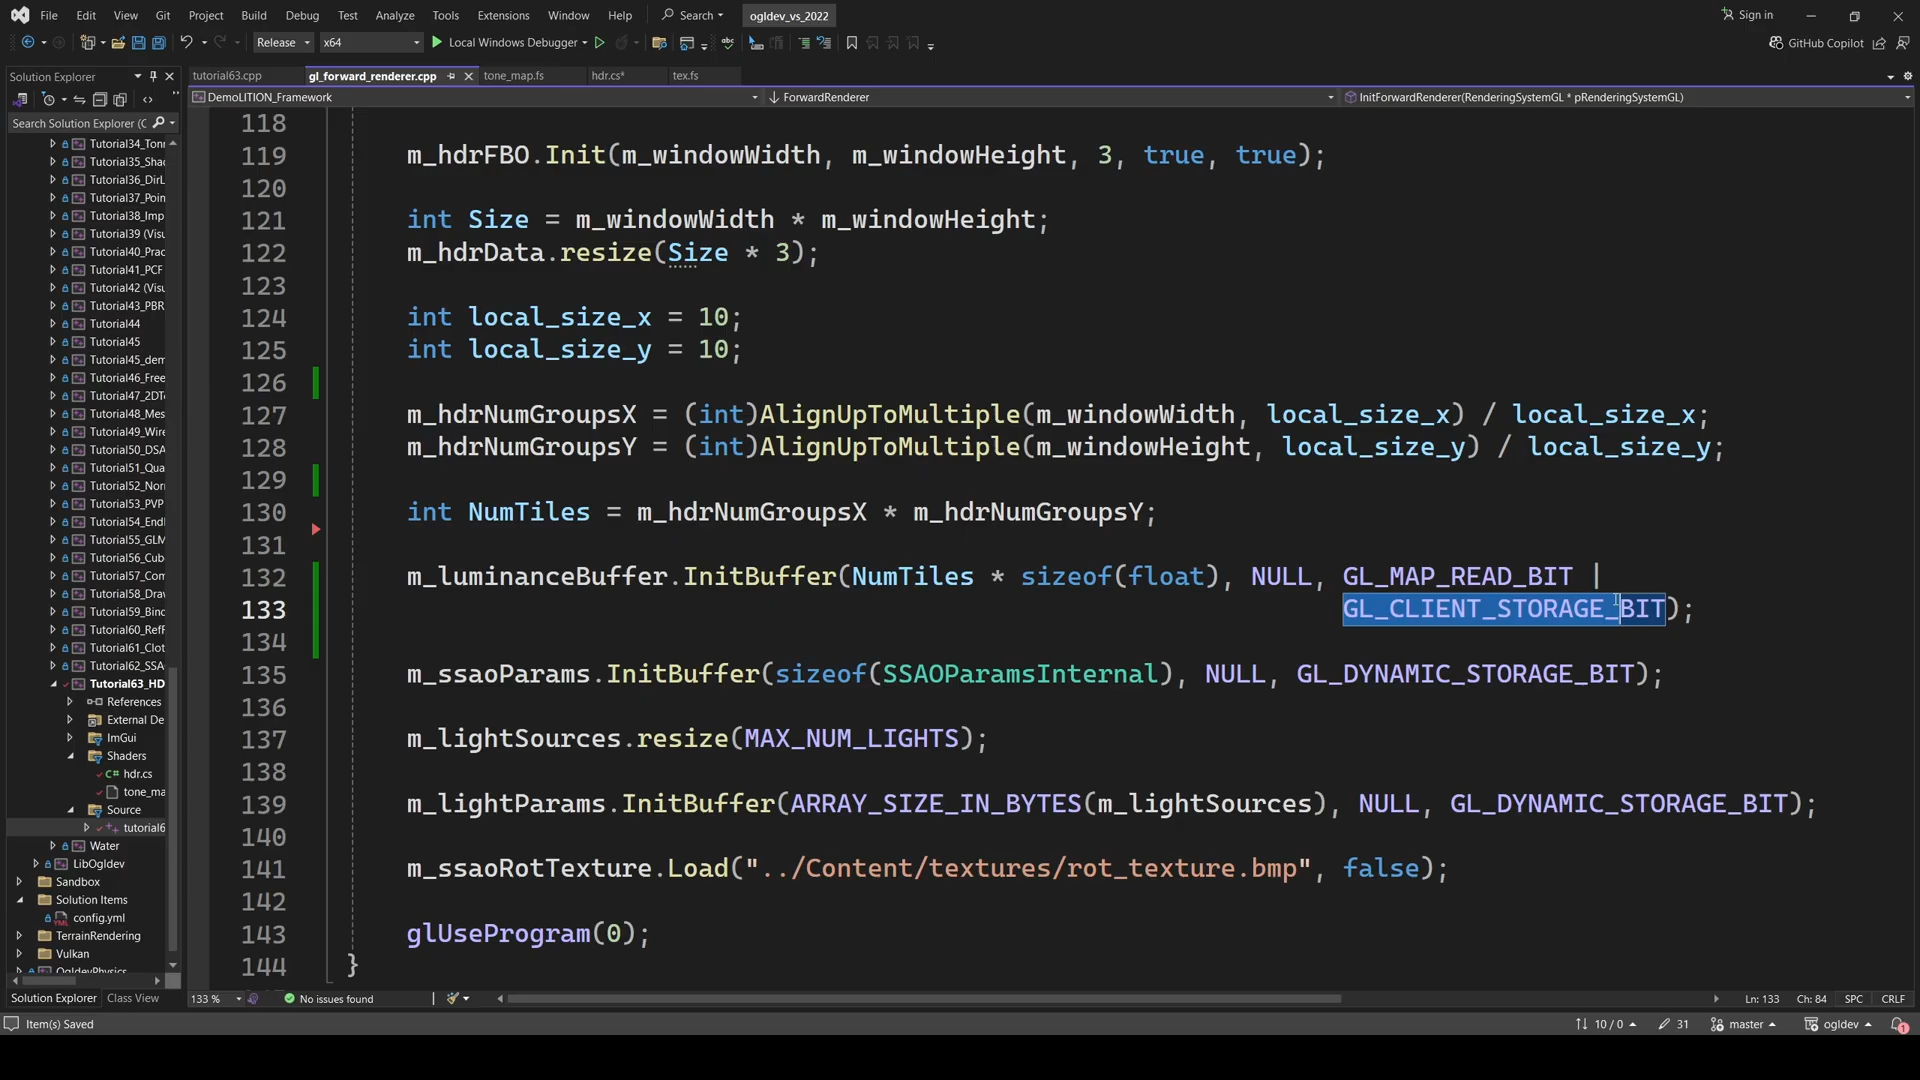 File Edit View Git Project Build Debug Test Analyze Tools Extensions Window Help Search ogldev_vs_2022 Sign in
Release x64 Local Windows Debugger GitHub Copilot
Solution Explorer
Search Solution Explorer (C
Tutorial34_Tonr
Tutorial35_Shad
Tutorial36_DirL
Tutorial37_Poin
Tutorial38_Imp
Tutorial39 (Visu
Tutorial40_Prac
Tutorial41_PCF
Tutorial42 (Visu
Tutorial43_PBR
Tutorial44
Tutorial45
Tutorial45_dem
Tutorial46_Free
Tutorial47_2DT
Tutorial48_Mes
Tutorial49_Wire
Tutorial50_DSA
Tutorial51_Qua
Tutorial52_Nor
Tutorial53_PVP
Tutorial54_Endl
Tutorial55_GLM
Tutorial56_Cub
Tutorial57_Com
Tutorial58_Draw
Tutorial59_Bind
Tutorial60_RefF
Tutorial61_Clot
Tutorial62_SSA
Tutorial63_HD
References
External De
ImGui
Shaders
C# hdr.cs
tone_ma
Source
tutorial6
Water
LibOgldev
Sandbox
Solution Items
config.yml
TerrainRendering
Vulkan
OgldevPhysics
Solution Explorer Class View
tutorial63.cpp gl_forward_renderer.cpp tone_map.fs hdr.cs* tex.fs
DemoLITION_Framework ForwardRenderer InitForwardRenderer(RenderingSystemGL * pRenderingSystemGL)
118
119 m_hdrFBO.Init(m_windowWidth, m_windowHeight, 3, true, true);
120
121 int Size = m_windowWidth * m_windowHeight;
122 m_hdrData.resize(Size * 3);
123
124 int local_size_x = 10;
125 int local_size_y = 10;
126
127 m_hdrNumGroupsX = (int)AlignUpToMultiple(m_windowWidth, local_size_x) / local_size_x;
128 m_hdrNumGroupsY = (int)AlignUpToMultiple(m_windowHeight, local_size_y) / local_size_y;
129
130 int NumTiles = m_hdrNumGroupsX * m_hdrNumGroupsY;
131
132 m_luminanceBuffer.InitBuffer(NumTiles * sizeof(float), NULL, GL_MAP_READ_BIT |
133 GL_CLIENT_STORAGE_BIT);
134
135 m_ssaoParams.InitBuffer(sizeof(SSAOParamsInternal), NULL, GL_DYNAMIC_STORAGE_BIT);
136
137 m_lightSources.resize(MAX_NUM_LIGHTS);
138
139 m_lightParams.InitBuffer(ARRAY_SIZE_IN_BYTES(m_lightSources), NULL, GL_DYNAMIC_STORAGE_BIT);
140
141 m_ssaoRotTexture.Load("../Content/textures/rot_texture.bmp", false);
142
143 glUseProgram(0);
144 }
133 % No issues found Ln: 133 Ch: 84 SPC CRLF
Item(s) Saved 10 / 0 31 master ogldev 1